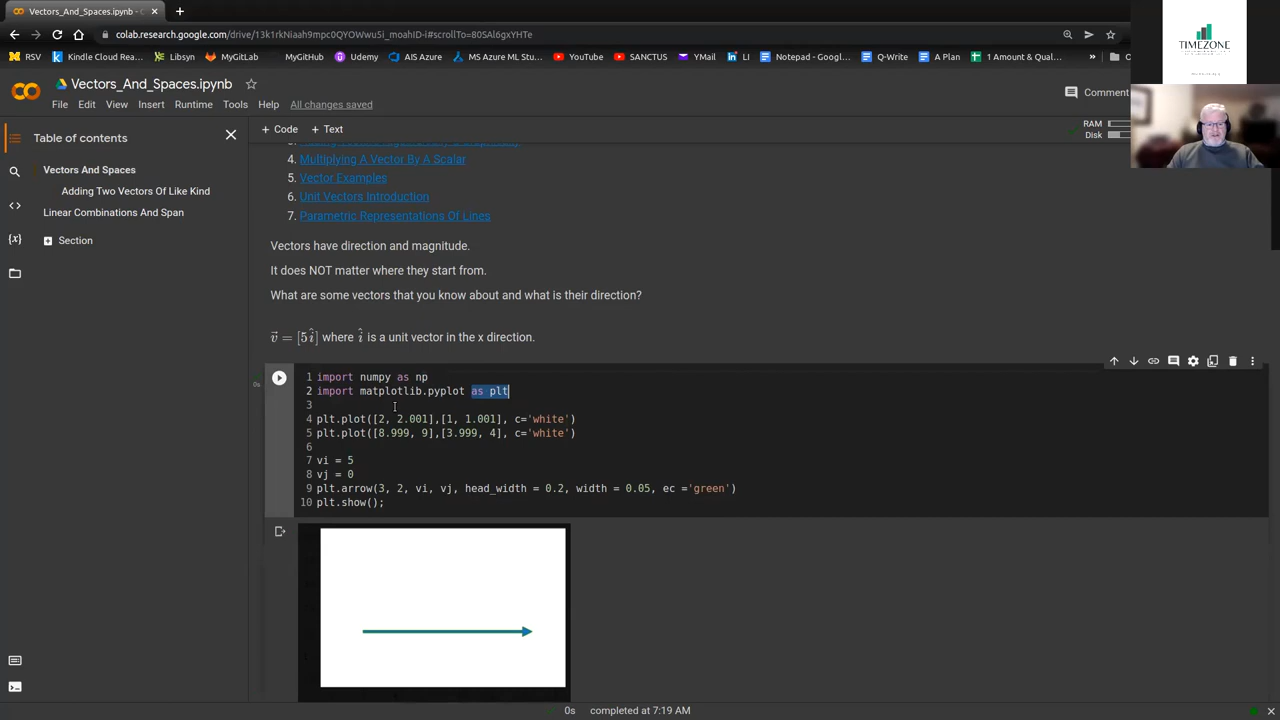 Vectors_And_Spaces.ipynb -
colab.research.google.com/drive/13k1rkNiaah9mpc0QYOWwu5i_moahID-i#scrollTo=80SAl6gxYHTe
RSV Kindle Cloud Rea... Libsyn MyGitLab MyGitHub Udemy AIS Azure MS Azure ML Stu... YouTube SANCTUS YMail LI Notepad - Googl... Q-Write A Plan 1 Amount & Qual... »
TIMEZONE
Vectors_And_Spaces.ipynb
Comment
File Edit View Insert Runtime Tools Help All changes saved
RAM
Disk
+ Code + Text
Table of contents
Vectors And Spaces
Adding Two Vectors Of Like Kind
Linear Combinations And Span
Section
4. Multiplying A Vector By A Scalar
5. Vector Examples
6. Unit Vectors Introduction
7. Parametric Representations Of Lines
Vectors have direction and magnitude.
It does NOT matter where they start from.
What are some vectors that you know about and what is their direction?
v⃗ = [5î] where î is a unit vector in the x direction.
0s
1 import numpy as np
2 import matplotlib.pyplot as plt
3
4 plt.plot([2, 2.001],[1, 1.001], c='white')
5 plt.plot([8.999, 9],[3.999, 4], c='white')
6
7 vi = 5
8 vj = 0
9 plt.arrow(3, 2, vi, vj, head_width = 0.2, width = 0.05, ec ='green')
10 plt.show();
0s completed at 7:19 AM